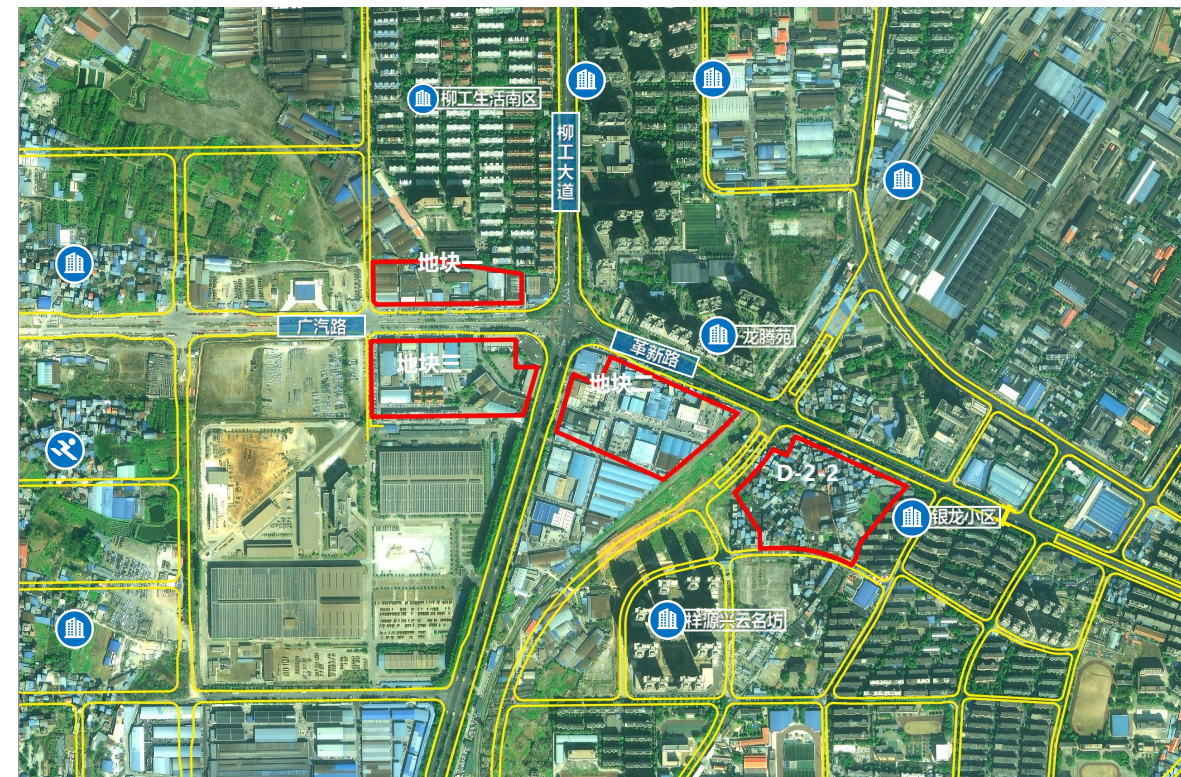 柳工生活南区
柳工大道
地块一
广汽路
龙腾苑
革新路
地块三
地块二
D-2-2
银龙小区
祥源兴云名坊